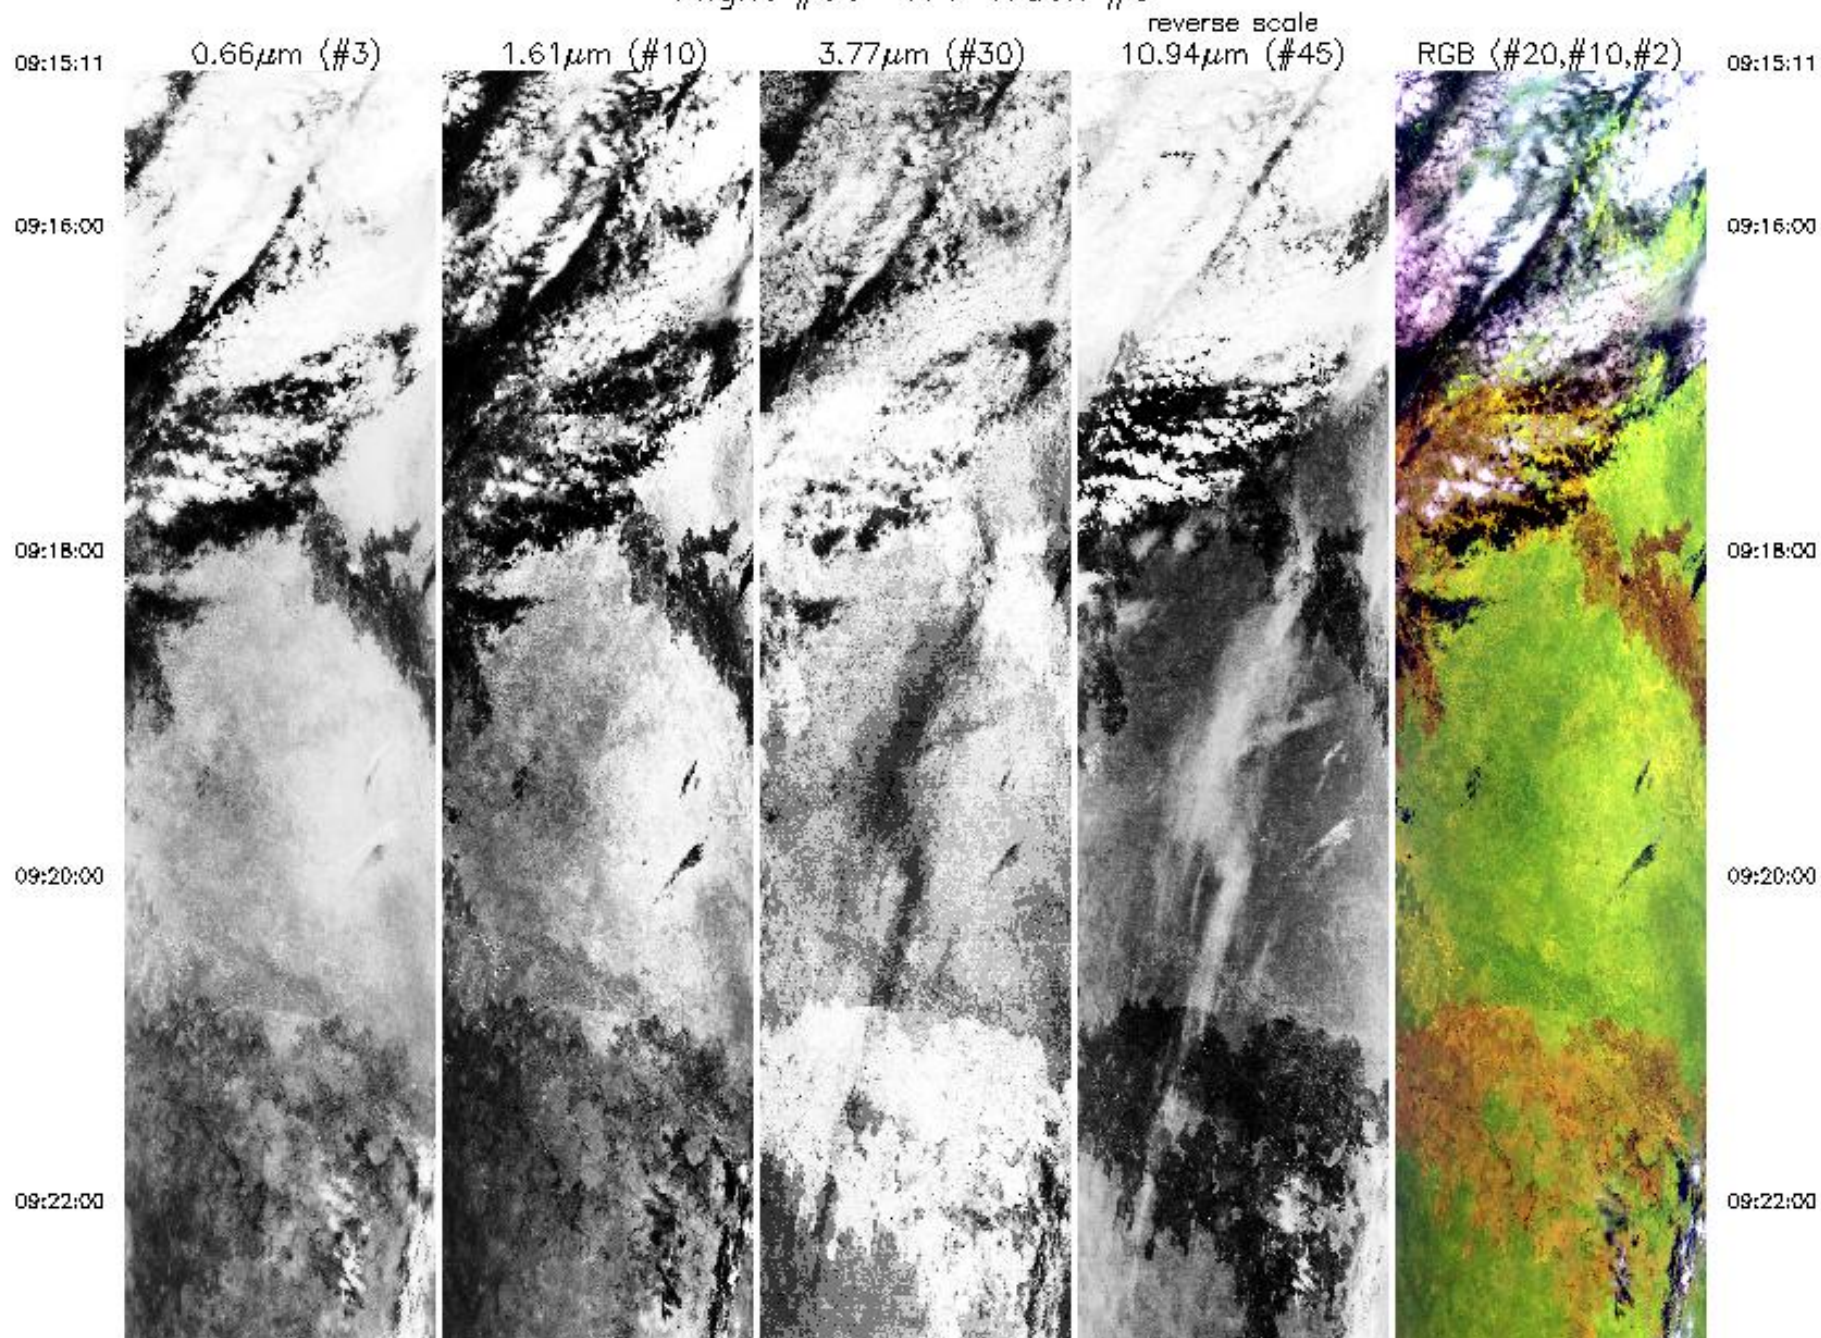 reverse scale
0.66μm (#3) 1.61μm (#10) 3.77μm (#30) 10.94μm (#45) RGB (#20,#10,#2)
09:15:11 09:15:11
09:16:00 09:16:00
09:18:00 09:18:00
09:20:00 09:20:00
09:22:00 09:22:00